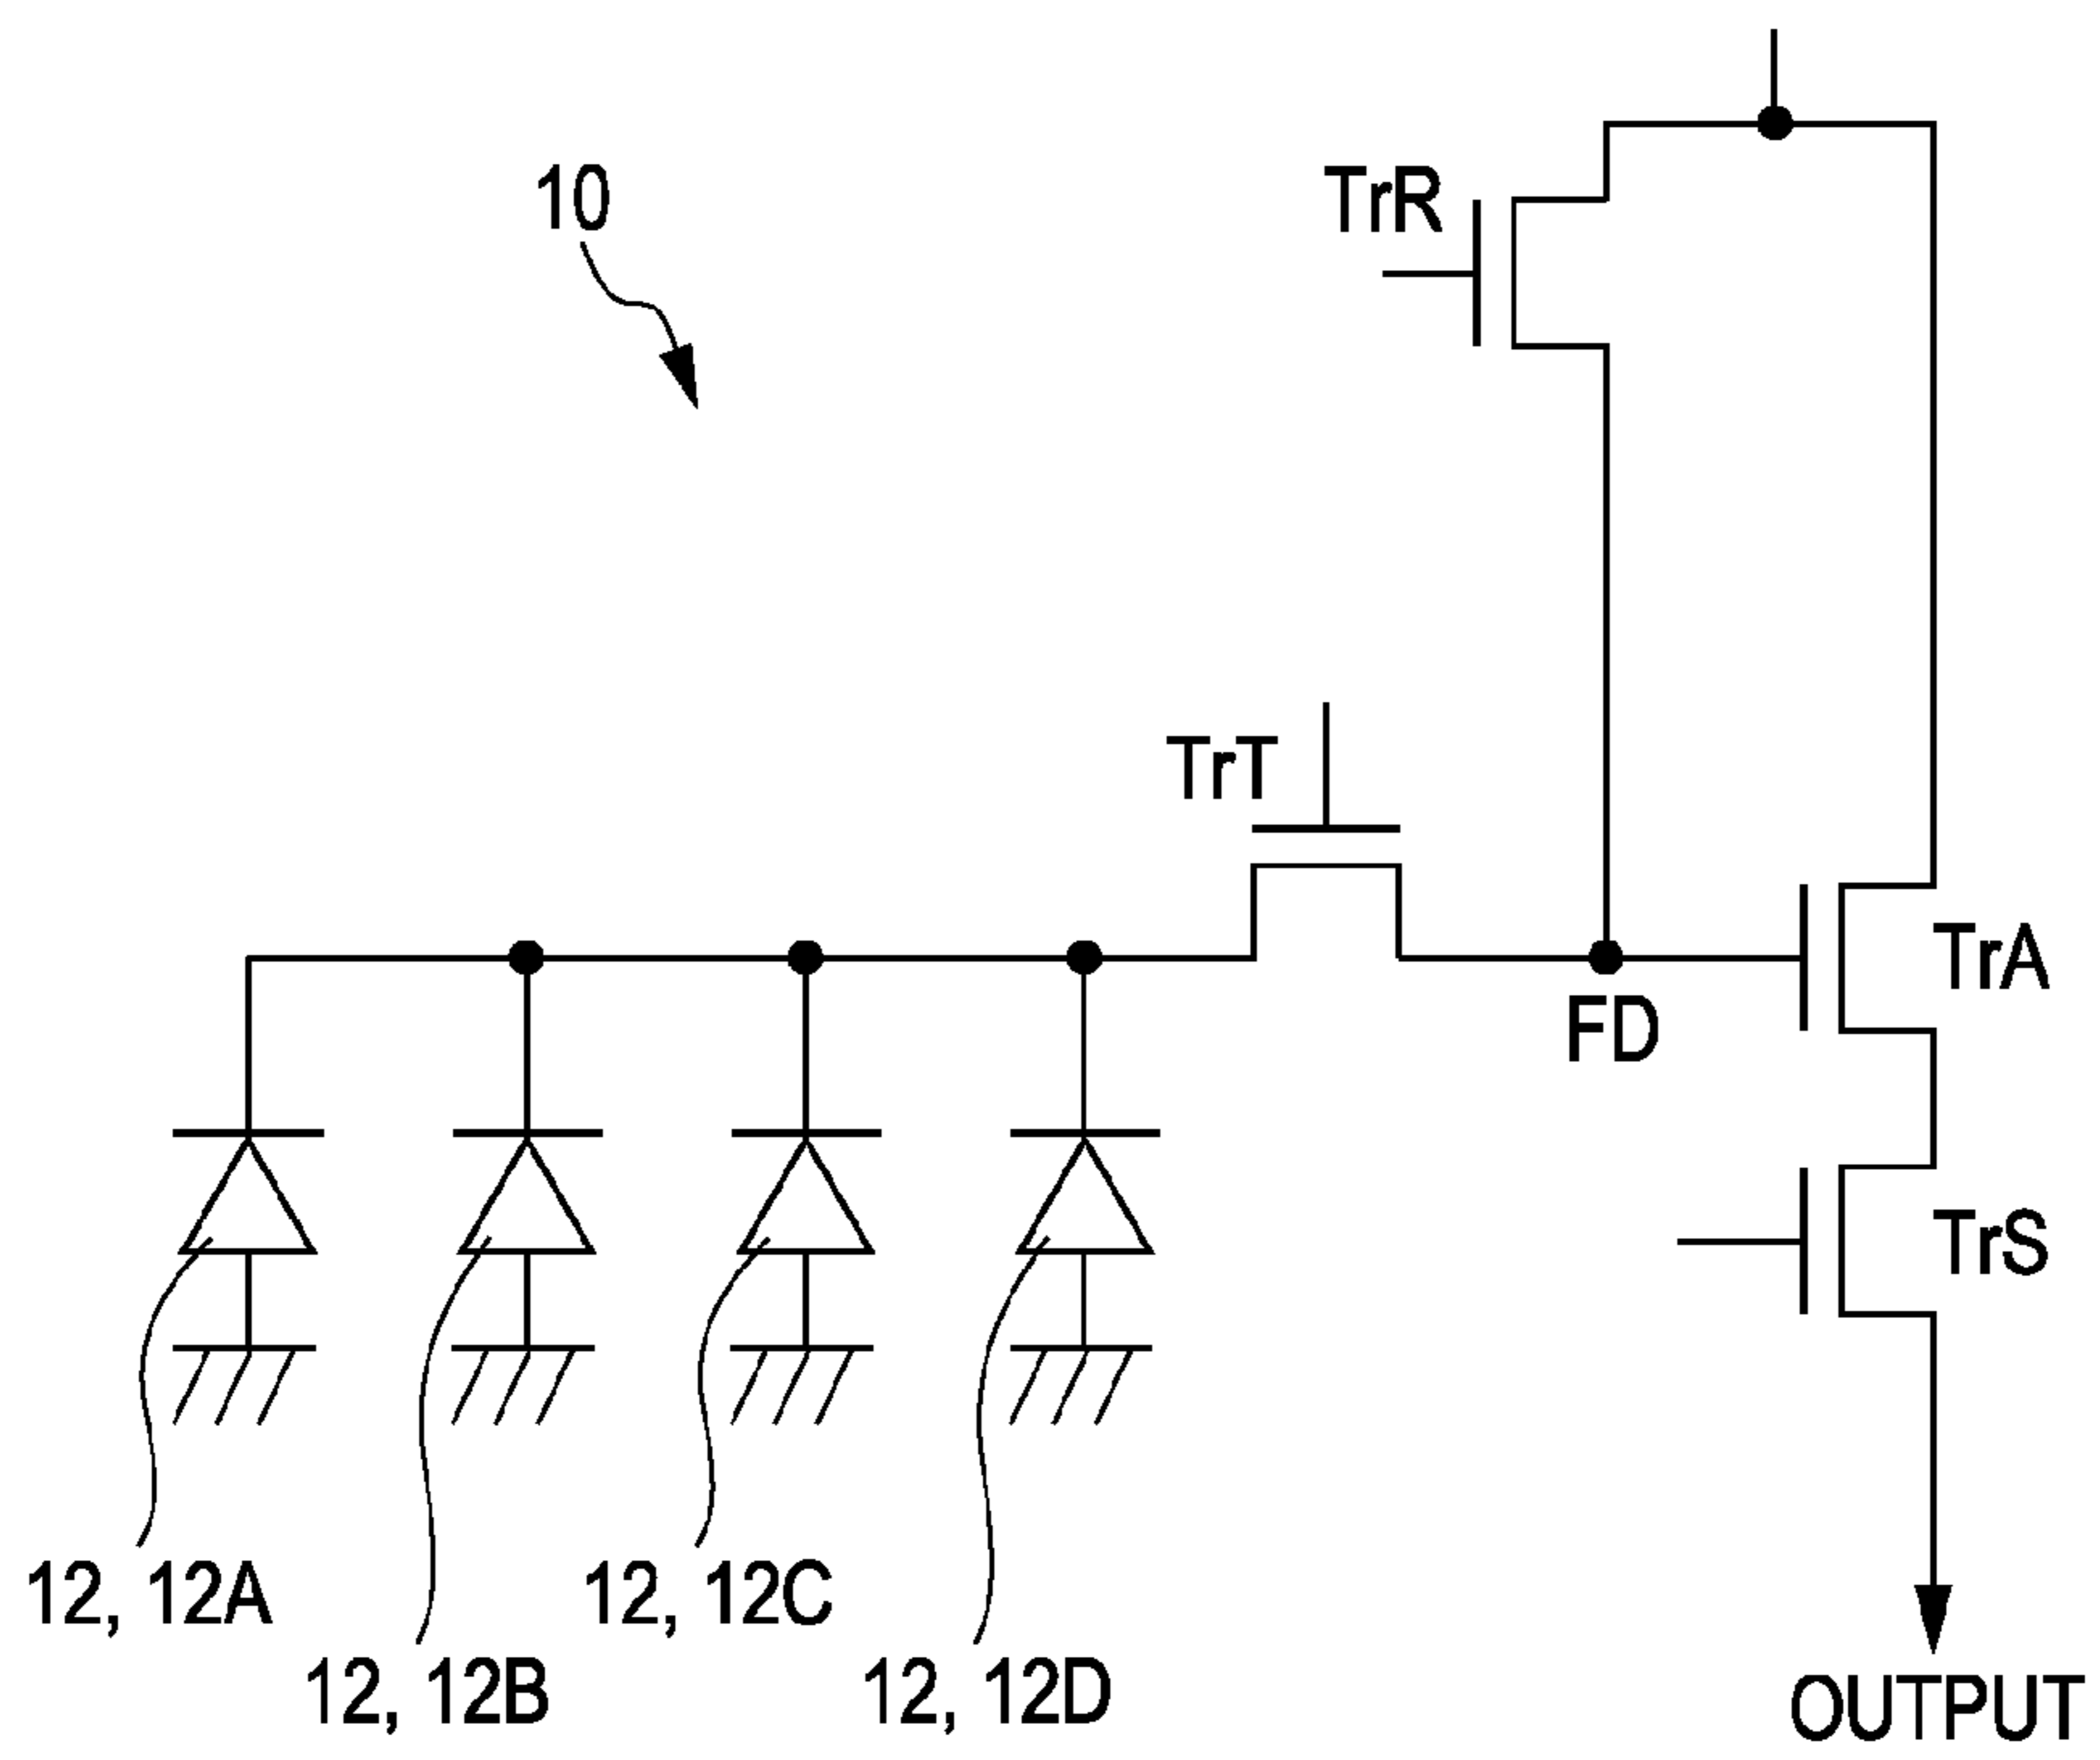 10
TrR
TrT
TrA
FD
TrS
12, 12A
12, 12C
12, 12B
12, 12D
OUTPUT